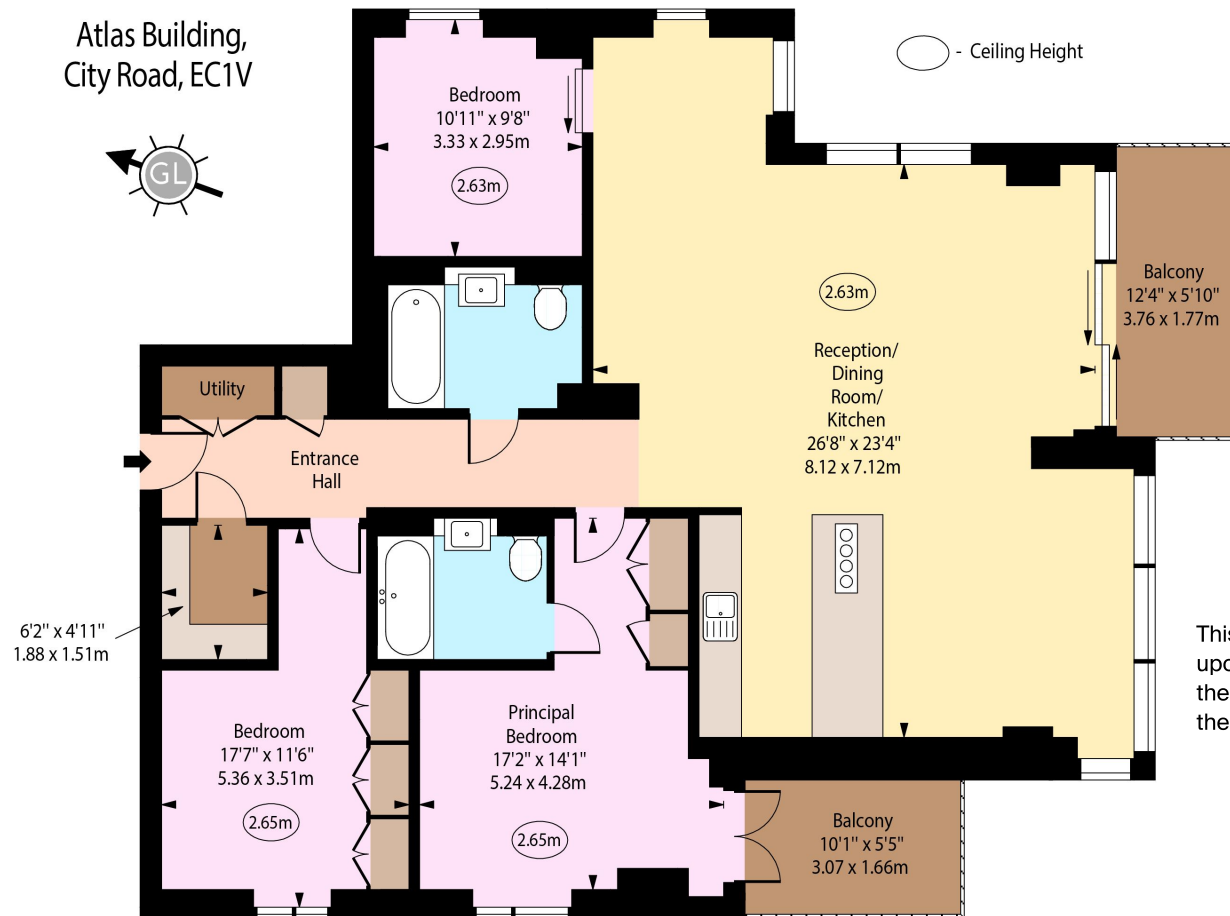 Atlas Building,
City Road, EC1V
GL
- Ceiling Height
Bedroom
10'11" x 9'8"
3.33 x 2.95m
2.63m
Balcony
12'4" x 5'10"
3.76 x 1.77m
2.63m
Reception/
Dining
Room/
Kitchen
26'8" x 23'4"
8.12 x 7.12m
Utility
Entrance
Hall
6'2" x 4'11"
1.88 x 1.51m
Bedroom
17'7" x 11'6"
5.36 x 3.51m
2.65m
Principal
Bedroom
17'2" x 14'1"
5.24 x 4.28m
2.65m
Balcony
10'1" x 5'5"
3.07 x 1.66m
This
the
the